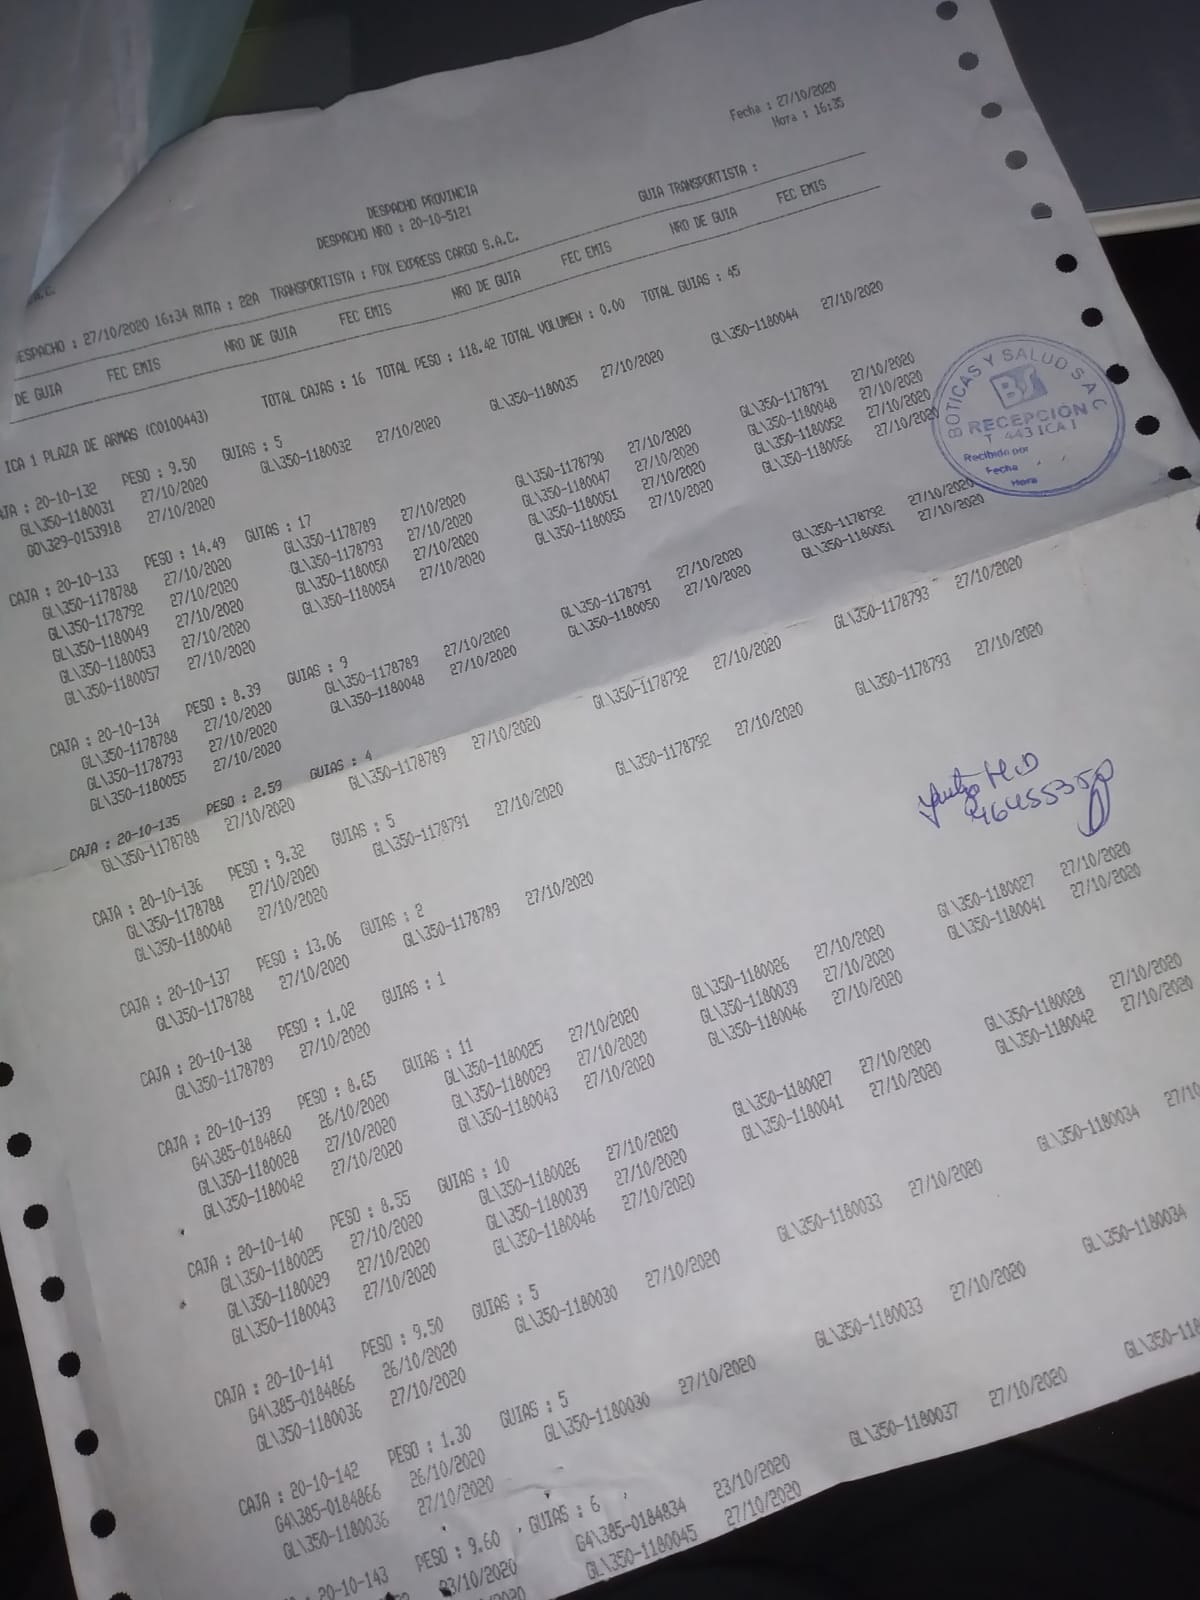 Fecha : 27/10/2020
Hora : 16:35
DESPACHO PROVINCIA
DESPACHO NRO : 20-10-5121
GUIA TRANSPORTISTA :
DESPACHO : 27/10/2020 16:34 RUTA : 22A TRANSPORTISTA : FDX EXPRESS CARGO S.A.C.
DE GUIA FEC EMIS NRO DE GUIA FEC EMIS NRO DE GUIA FEC EMIS NRO DE GUIA FEC EMIS
ICA 1 PLAZA DE ARMAS (C0100443) TOTAL CAJAS : 16 TOTAL PESO : 118.42 TOTAL VOLUMEN : 0.00 TOTAL GUIAS : 45
CAJA : 20-10-132 PESO : 9.50 GUIAS : 5
GL\350-1180031 27/10/2020 GL\350-1180032 27/10/2020 GL\350-1180035 27/10/2020 GL\350-1180044 27/10/2020
GO\329-0153918 27/10/2020
CAJA : 20-10-133 PESO : 14.49 GUIAS : 17
GL\350-1178788 27/10/2020 GL\350-1178789 27/10/2020 GL\350-1178790 27/10/2020 GL\350-1178791 27/10/2020
GL\350-1178792 27/10/2020 GL\350-1178793 27/10/2020 GL\350-1180047 27/10/2020 GL\350-1180048 27/10/2020
GL\350-1180049 27/10/2020 GL\350-1180050 27/10/2020 GL\350-1180051 27/10/2020 GL\350-1180052 27/10/2020
GL\350-1180053 27/10/2020 GL\350-1180054 27/10/2020 GL\350-1180055 27/10/2020 GL\350-1180056 27/10/2020
GL\350-1180057 27/10/2020
BOTICAS Y SALUD S A C
BS
RECEPCIÓN
T 443 ICA 1
Recibido por
Fecha
Hora
CAJA : 20-10-134 PESO : 8.39 GUIAS : 9
GL\350-1178788 27/10/2020 GL\350-1178789 27/10/2020 GL\350-1178791 27/10/2020 GL\350-1178792 27/10/2020
GL\350-1178793 27/10/2020 GL\350-1180048 27/10/2020 GL\350-1180050 27/10/2020 GL\350-1180051 27/10/2020
GL\350-1180055 27/10/2020
CAJA : 20-10-135 PESO : 2.59 GUIAS : 4
GL\350-1178788 27/10/2020 GL\350-1178789 27/10/2020 GL\350-1178792 27/10/2020 GL\350-1178793 27/10/2020
CAJA : 20-10-136 PESO : 9.32 GUIAS : 5
GL\350-1178788 27/10/2020 GL\350-1178791 27/10/2020 GL\350-1178792 27/10/2020 GL\350-1178793 27/10/2020
GL\350-1180048 27/10/2020
CAJA : 20-10-137 PESO : 13.06 GUIAS : 2
GL\350-1178788 27/10/2020 GL\350-1178789 27/10/2020
CAJA : 20-10-138 PESO : 1.02 GUIAS : 1
GL\350-1178789 27/10/2020
CAJA : 20-10-139 PESO : 8.65 GUIAS : 11
G4\385-0184860 26/10/2020 GL\350-1180025 27/10/2020 GL\350-1180026 27/10/2020 GL\350-1180027 27/10/2020
GL\350-1180028 27/10/2020 GL\350-1180029 27/10/2020 GL\350-1180039 27/10/2020 GL\350-1180041 27/10/2020
GL\350-1180042 27/10/2020 GL\350-1180043 27/10/2020 GL\350-1180046 27/10/2020
CAJA : 20-10-140 PESO : 8.55 GUIAS : 10
GL\350-1180025 27/10/2020 GL\350-1180026 27/10/2020 GL\350-1180027 27/10/2020 GL\350-1180028 27/10/2020
GL\350-1180029 27/10/2020 GL\350-1180039 27/10/2020 GL\350-1180041 27/10/2020 GL\350-1180042 27/10/2020
GL\350-1180043 27/10/2020 GL\350-1180046 27/10/2020
CAJA : 20-10-141 PESO : 9.50 GUIAS : 5
G4\385-0184866 26/10/2020 GL\350-1180030 27/10/2020 GL\350-1180033 27/10/2020 GL\350-1180034 27/10
GL\350-1180036 27/10/2020
CAJA : 20-10-142 PESO : 1.30 GUIAS : 5
G4\385-0184866 26/10/2020 GL\350-1180030 27/10/2020 GL\350-1180033 27/10/2020 GL\350-1180034
GL\350-1180036 27/10/2020
20-10-143 PESO : 9.60 GUIAS : 6
23/10/2020 G4\385-0184834 23/10/2020 GL\350-1180037 27/10/2020 GL\350-118
GL\350-1180045 27/10/2020